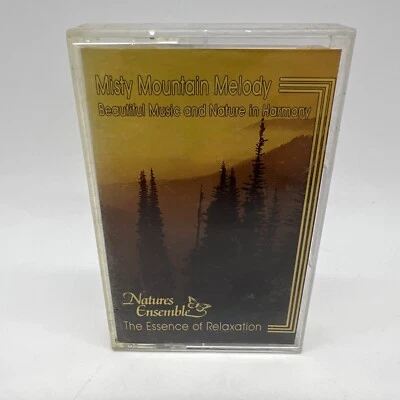 Misty Mountain Melody
Beautiful Music and Nature in Harmony
Natures
Ensemble
The Essence of Relaxation